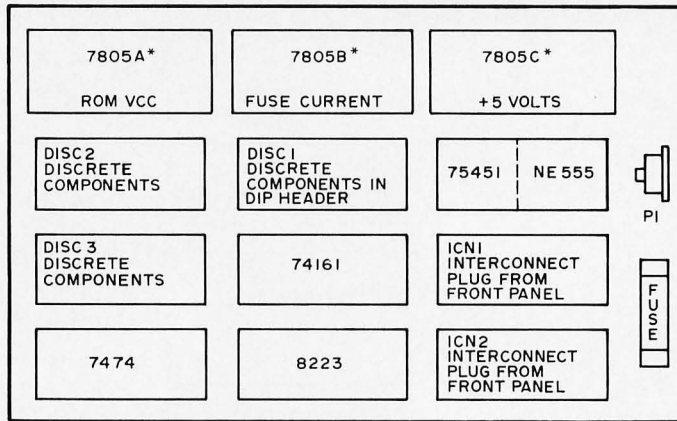 7805A*
ROM VCC
7805B*
FUSE CURRENT
7805C*
+5 VOLTS
DISC2
DISCRETE
COMPONENTS
DISC1
DISCRETE
COMPONENTS IN
DIP HEADER
75451
NE555
P1
DISC3
DISCRETE
COMPONENTS
74161
ICN1
INTERCONNECT
PLUG FROM
FRONT PANEL
FUSE
7474
8223
ICN2
INTERCONNECT
PLUG FROM
FRONT PANEL